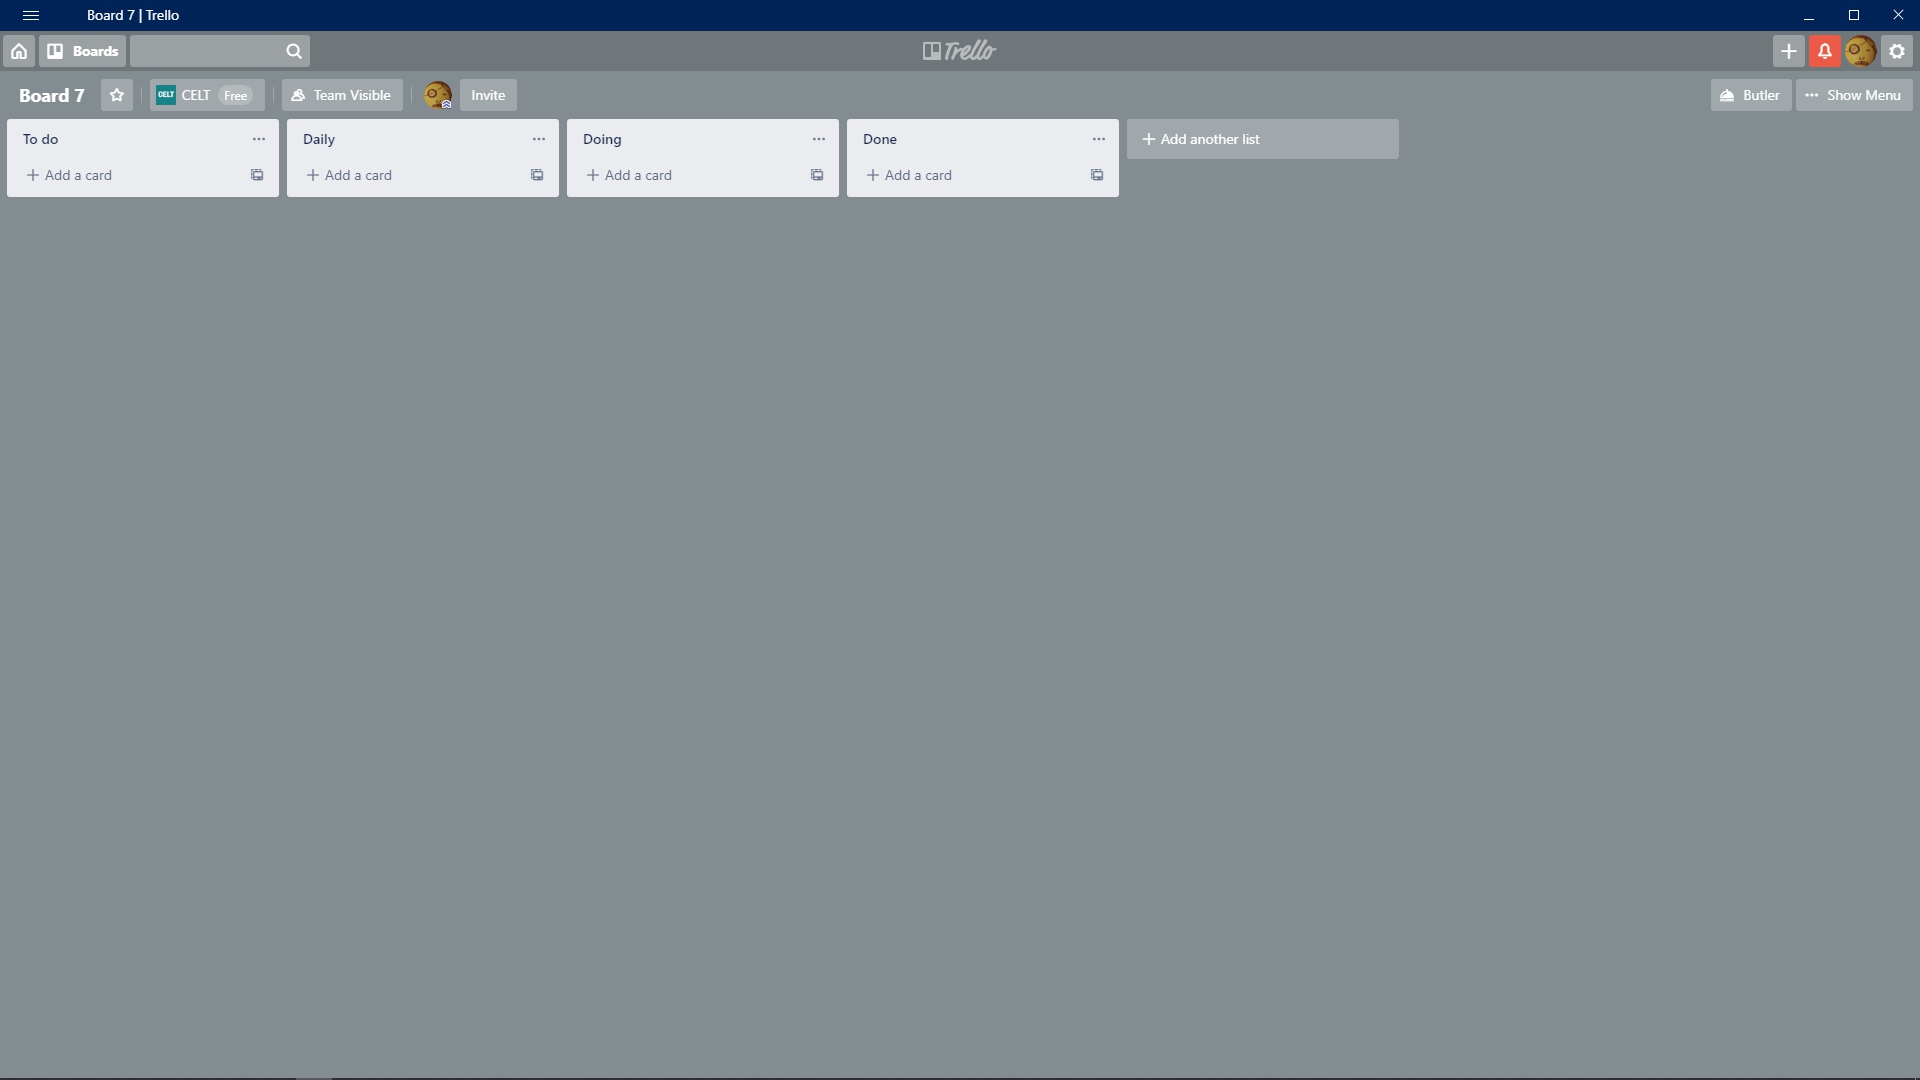 Board 7 | Trello
Boards
Trello
Board 7
CELT
CELT Free
Team Visible
Invite
Butler
Show Menu
To do
Daily
Doing
Done
Add another list
Add a card
Add a card
Add a card
Add a card